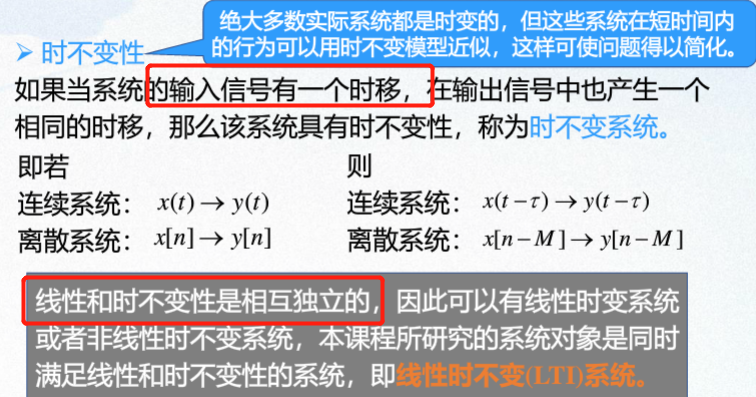 绝大多数实际系统都是时变的，但这些系统在短时间内
的行为可以用时不变模型近似，这样可使问题得以简化。
➢ 时不变性
如果当系统的输入信号有一个时移，在输出信号中也产生一个
相同的时移，那么该系统具有时不变性，称为时不变系统。
即若 则
连续系统： x(t)→y(t) 连续系统： x(t−τ)→y(t−τ)
离散系统： x[n]→y[n] 离散系统： x[n−M]→y[n−M]
线性和时不变性是相互独立的，因此可以有线性时变系统
或者非线性时不变系统，本课程所研究的系统对象是同时
满足线性和时不变性的系统，即线性时不变(LTI)系统。